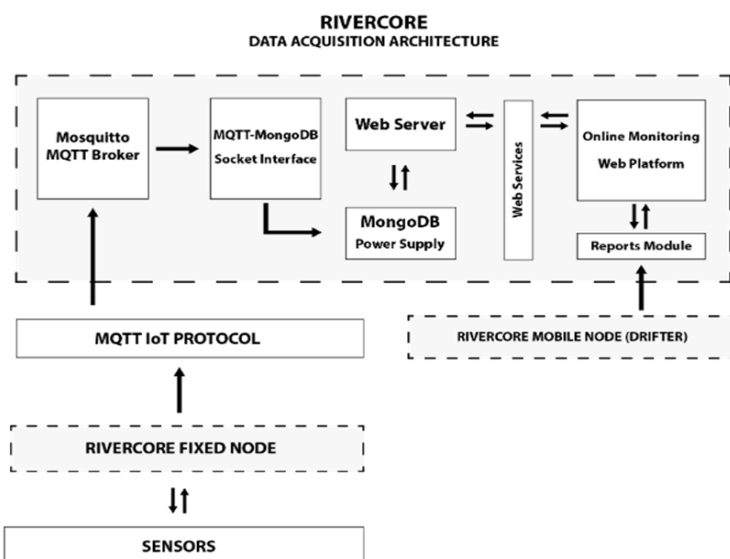 RIVERCORE
DATA ACQUISITION ARCHITECTURE
Mosquitto
MQTT Broker
MQTT-MongoDB
Socket Interface
Web Server
MongoDB
Power Supply
Web Services
Online Monitoring
Web Platform
Reports Module
MQTT IoT PROTOCOL
RIVERCORE MOBILE NODE (DRIFTER)
RIVERCORE FIXED NODE
SENSORS